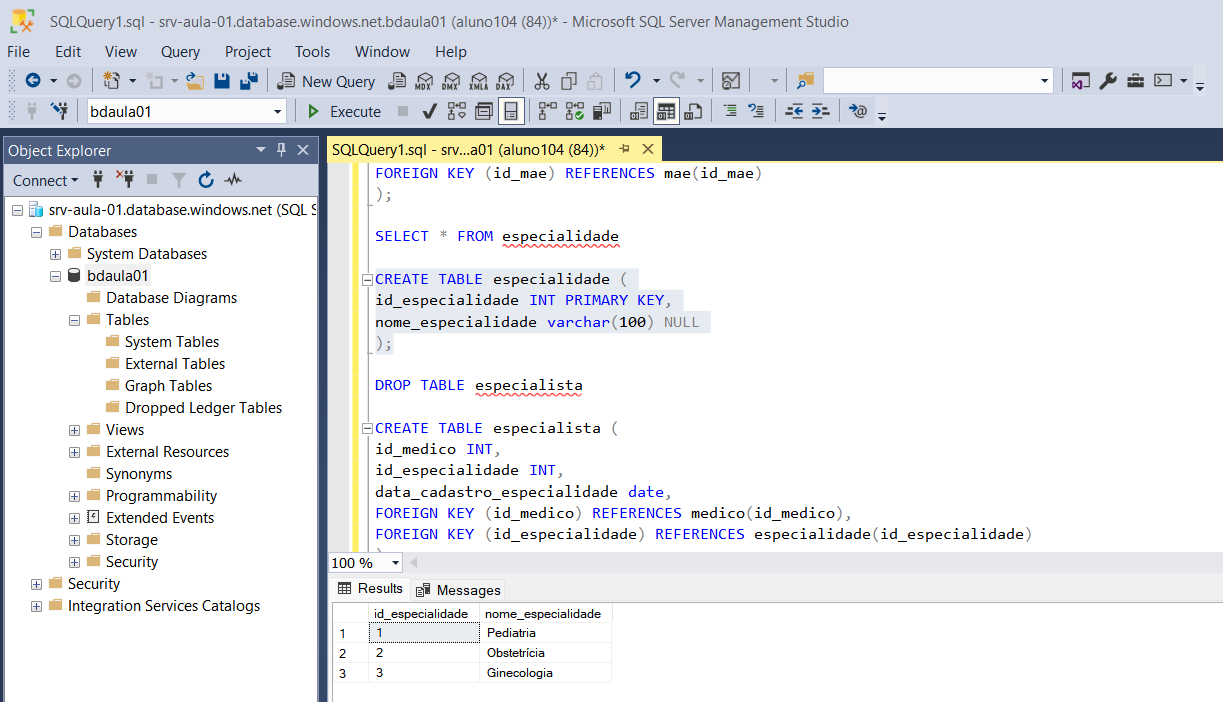 SQLQuery1.sql - srv-aula-01.database.windows.net.bdaula01 (aluno104 (84))* - Microsoft SQL Server Management Studio
File Edit View Query Project Tools Window Help
New Query MDX DMX XMLA DAX
bdaula01 Execute
Object Explorer
Connect
srv-aula-01.database.windows.net (SQL S
Databases
System Databases
bdaula01
Database Diagrams
Tables
System Tables
External Tables
Graph Tables
Dropped Ledger Tables
Views
External Resources
Synonyms
Programmability
Extended Events
Storage
Security
Security
Integration Services Catalogs
SQLQuery1.sql - srv...a01 (aluno104 (84))*
FOREIGN KEY (id_mae) REFERENCES mae(id_mae)
);
SELECT * FROM especialidade
CREATE TABLE especialidade (
id_especialidade INT PRIMARY KEY,
nome_especialidade varchar(100) NULL
);
DROP TABLE especialista
CREATE TABLE especialista (
id_medico INT,
id_especialidade INT,
data_cadastro_especialidade date,
FOREIGN KEY (id_medico) REFERENCES medico(id_medico),
FOREIGN KEY (id_especialidade) REFERENCES especialidade(id_especialidade)
100 %
Results Messages
id_especialidade nome_especialidade
1 1 Pediatria
2 2 Obstetrícia
3 3 Ginecologia